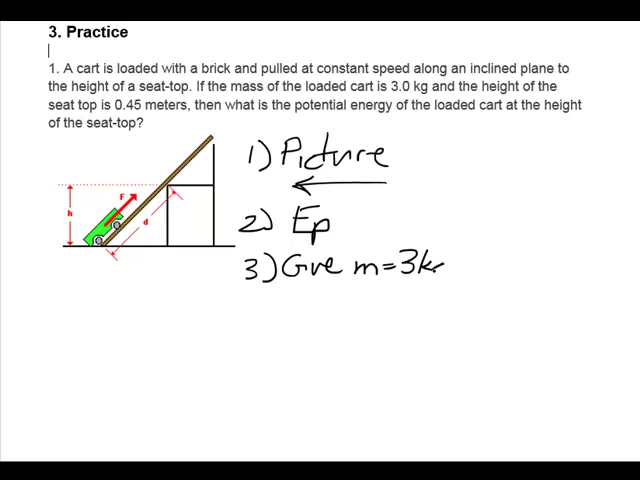 3. Practice
1. A cart is loaded with a brick and pulled at constant speed along an inclined plane to
the height of a seat-top. If the mass of the loaded cart is 3.0 kg and the height of the
seat top is 0.45 meters, then what is the potential energy of the loaded cart at the height
of the seat-top?
1) Picture
F
h
d
2) Ep
3) Give m=3kg